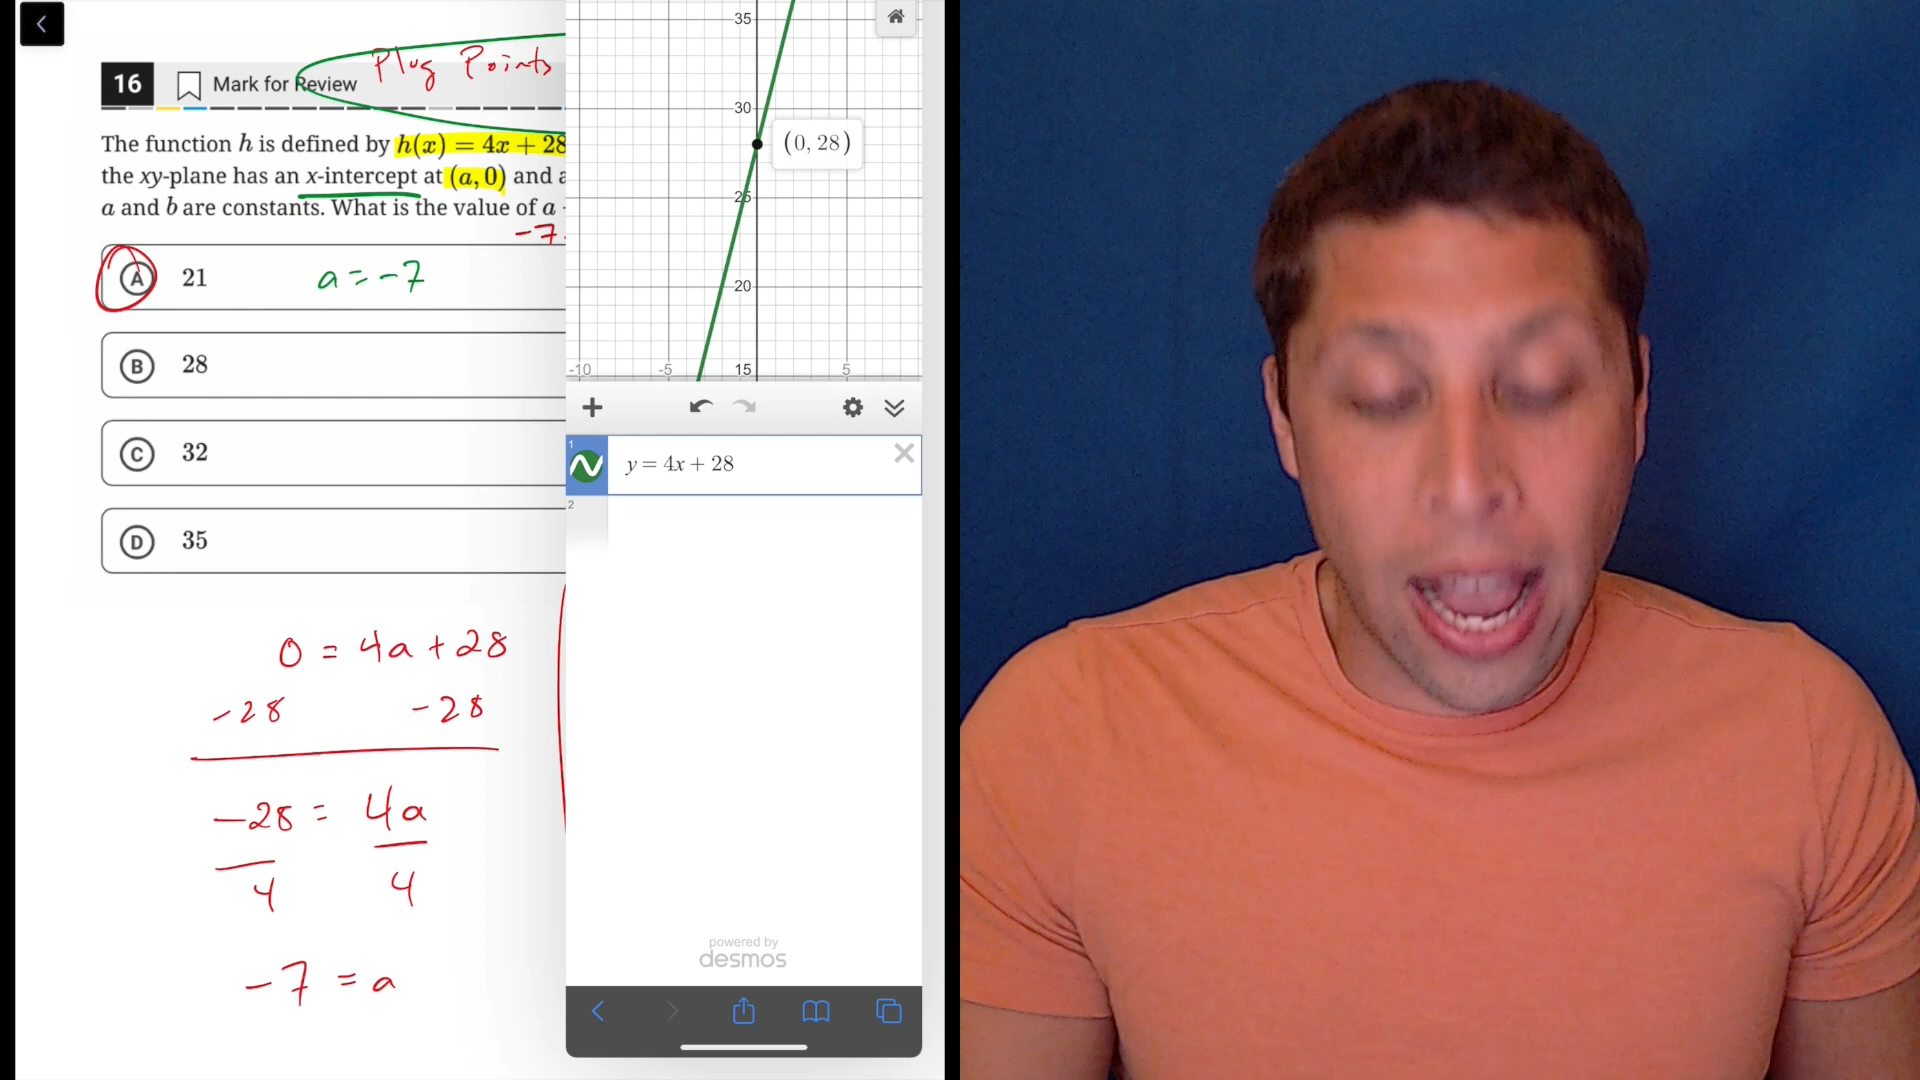 Plug Points
16 Mark for Review
The function h is defined by h(x) = 4x + 28
the xy-plane has an x-intercept at (a, 0) and a
a and b are constants. What is the value of a
-7
A 21 a = -7
B 28
C 32
D 35
0 = 4a + 28
-28 -28
-28 = 4a
4 4
-7 = a
35
30
(0, 28)
25
20
-10 -5 15 5
1 y = 4x + 28
2
powered by
desmos